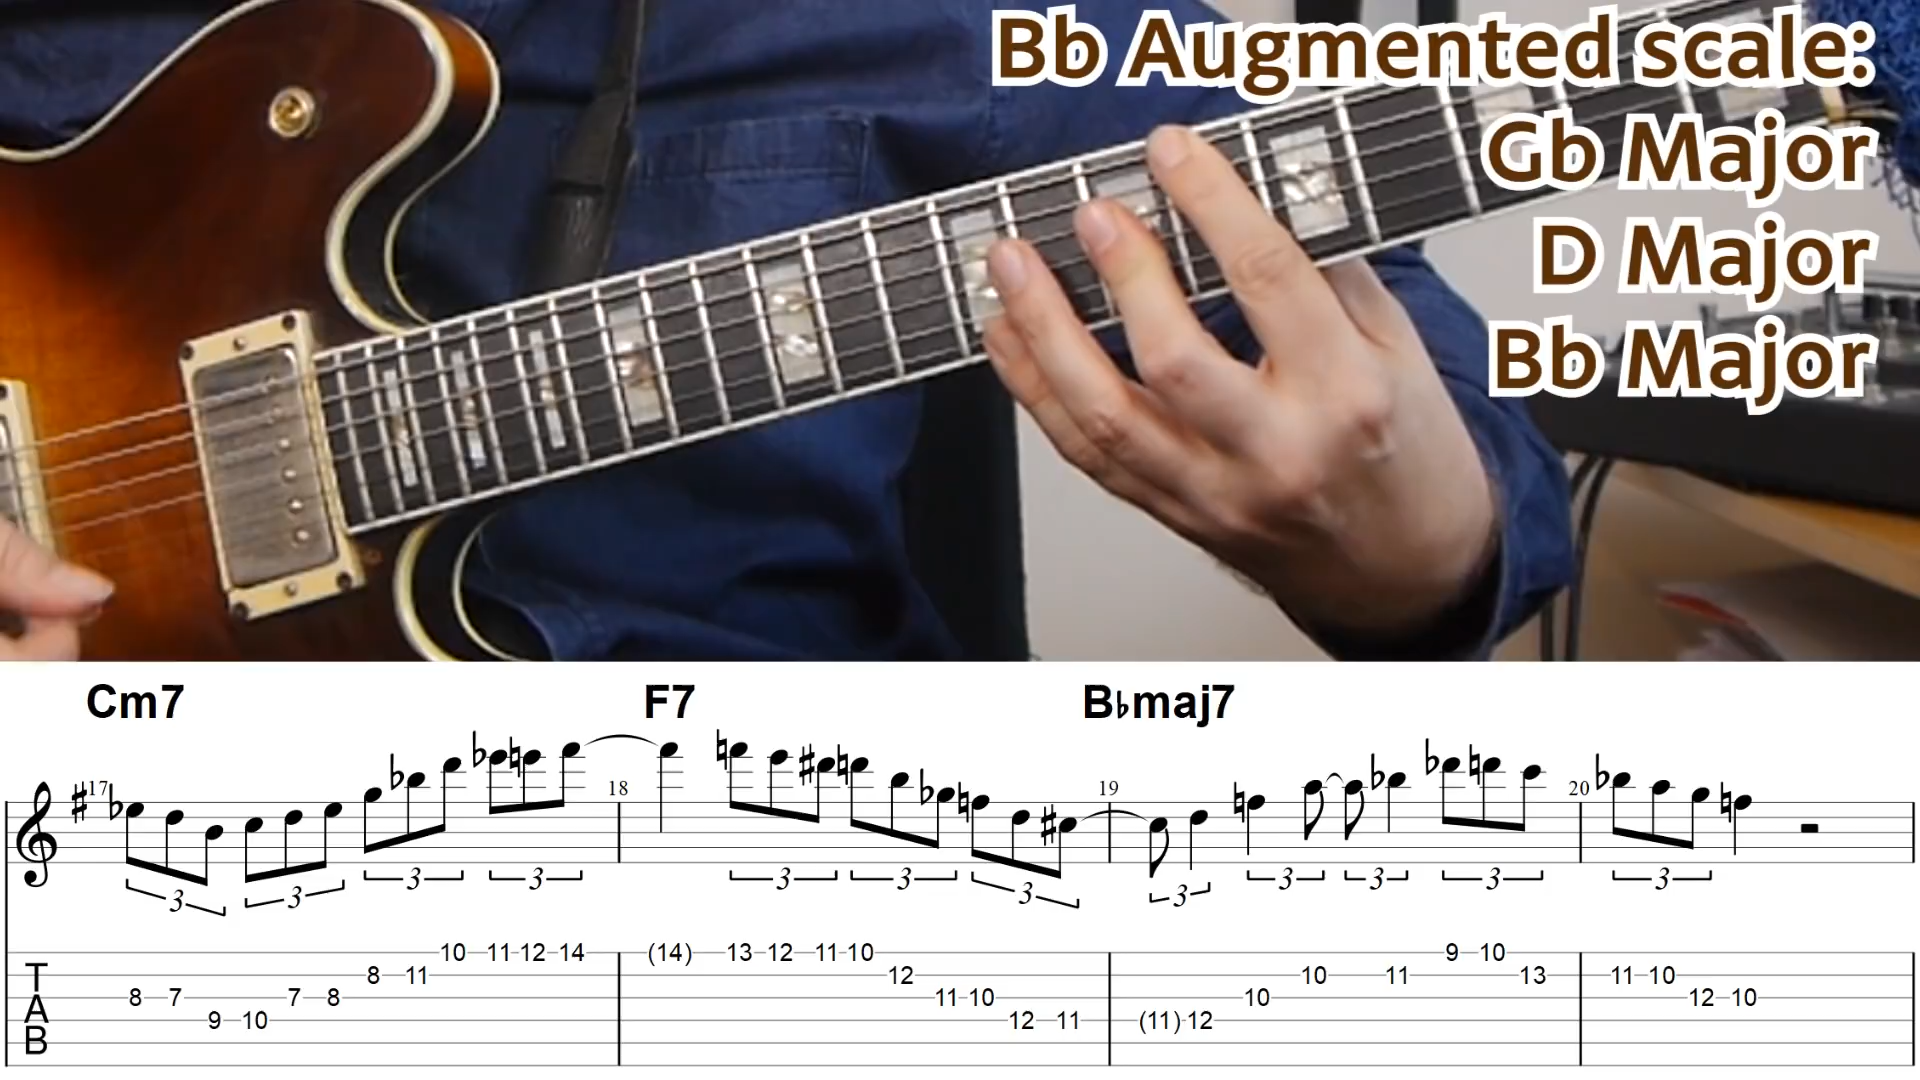 Bb Augmented scale:
Gb Major
D Major
Bb Major
Cm7 F7 B♭maj7
17 18 19 20
3 3 3 3 3 3 3 3 3 3 3 3
10 11 12 14 (14) 13 12 11 10 9 10
8 11 12 10 11 13 11 10
8 7 7 8 11 10 10 12 10
9 10 12 11 (11) 12
T
A
B